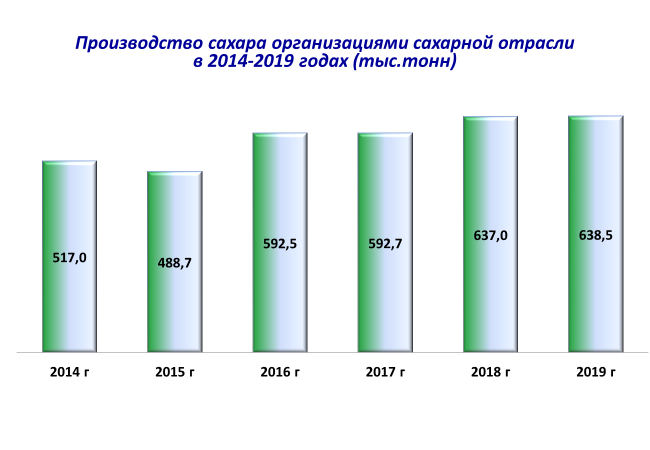 Производство сахара организациями сахарной отрасли
в 2014-2019 годах (тыс.тонн)
517,0
488,7
592,5
592,7
637,0
638,5
2014 г
2015 г
2016 г
2017 г
2018 г
2019 г